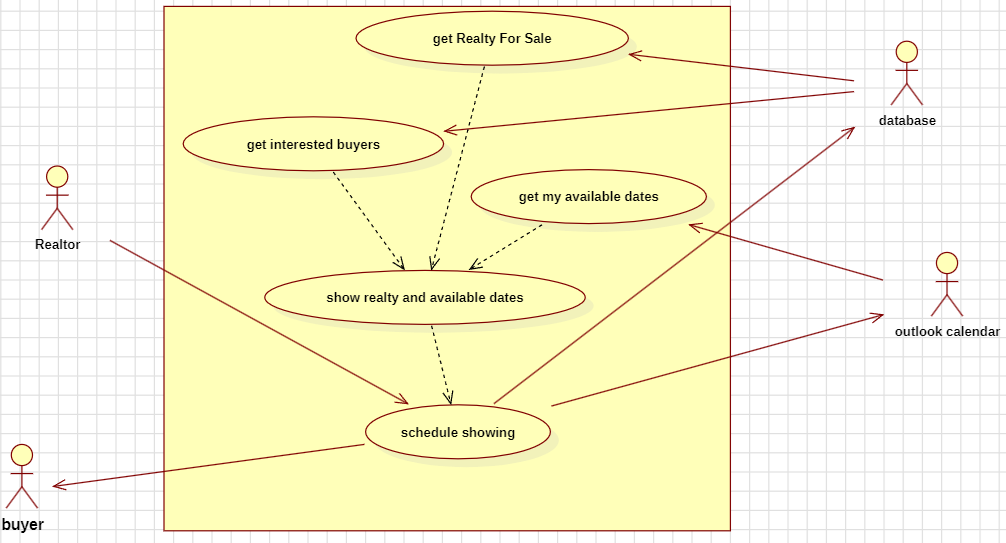 get Realty For Sale
database
get interested buyers
get my available dates
Realtor
show realty and available dates
outlook calendar
schedule showing
buyer